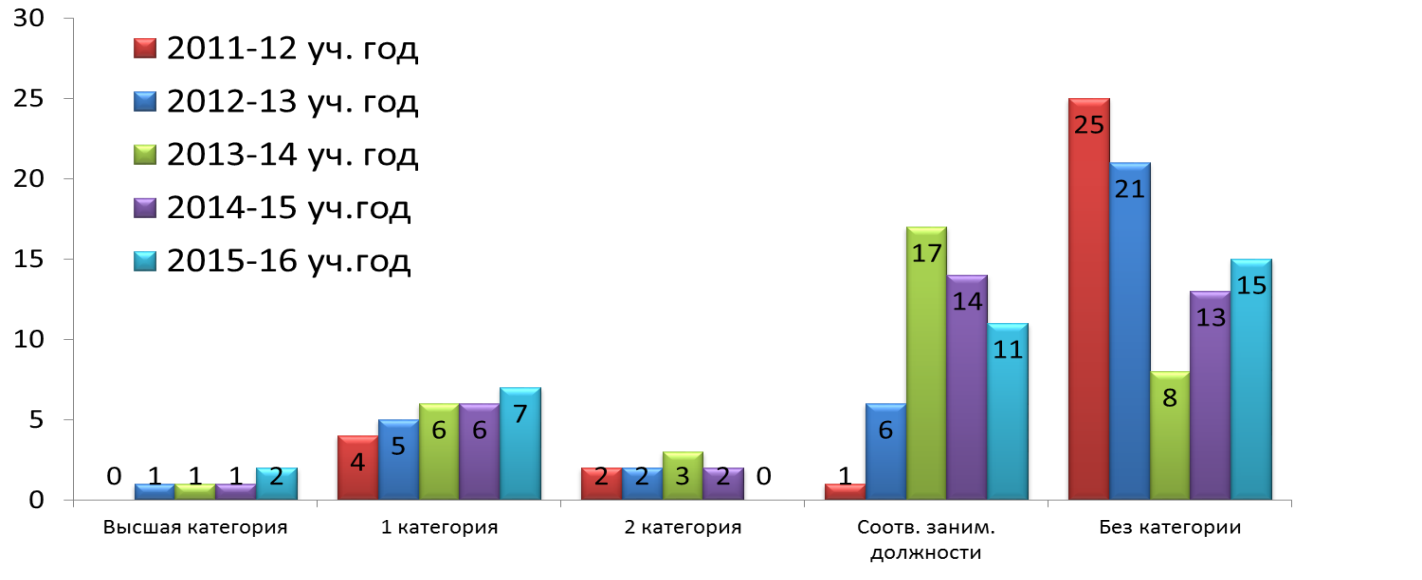 30
25
20
15
10
5
0
2011-12 уч. год
2012-13 уч. год
2013-14 уч. год
2014-15 уч.год
2015-16 уч.год
0 1 1 1 2
4 5 6 6 7
2 2 3 2 0
1 6 17 14 11
25 21 8 13 15
Высшая категория
1 категория
2 категория
Соотв. заним.
должности
Без категории